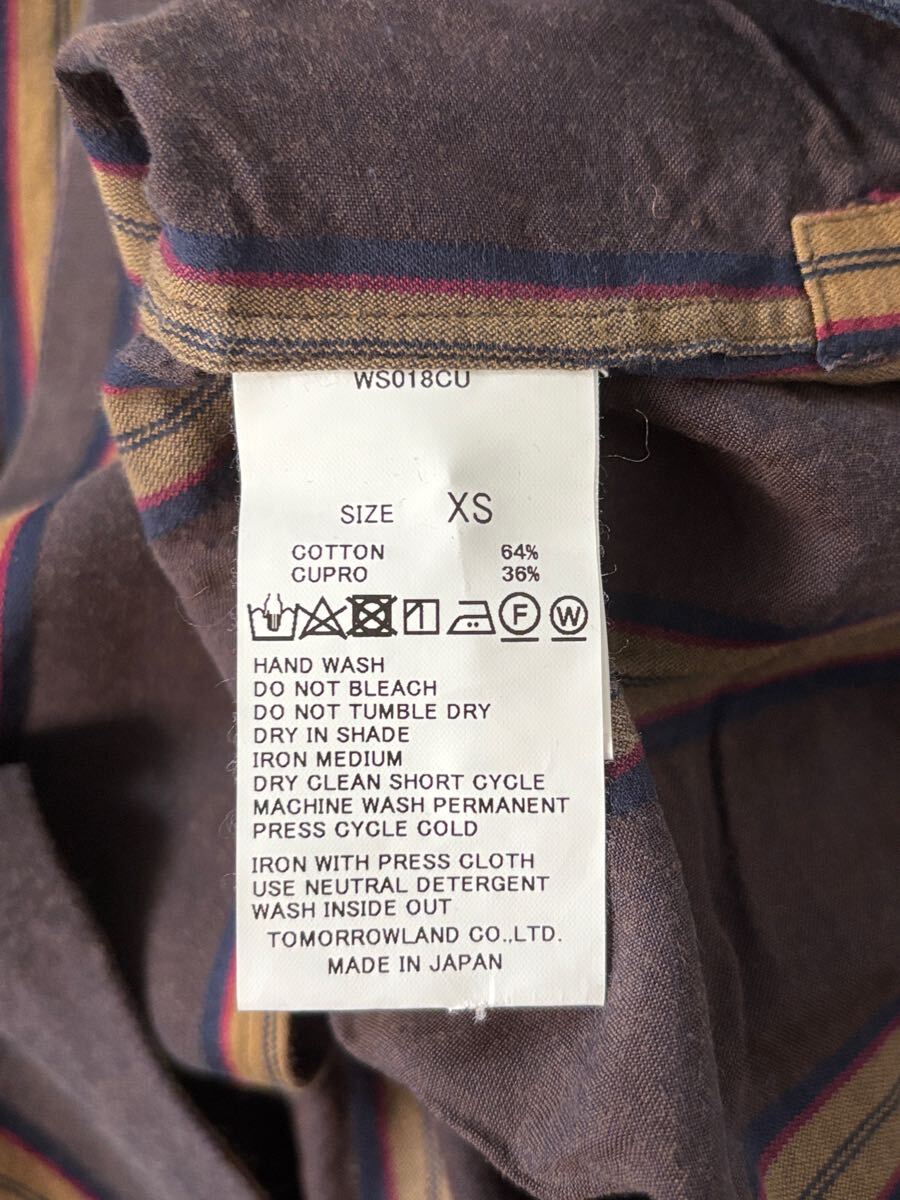 WS018CU
SIZE XS
COTTON 64%
CUPRO 36%
F W
HAND WASH
DO NOT BLEACH
DO NOT TUMBLE DRY
DRY IN SHADE
IRON MEDIUM
DRY CLEAN SHORT CYCLE
MACHINE WASH PERMANENT
PRESS CYCLE COLD
IRON WITH PRESS CLOTH
USE NEUTRAL DETERGENT
WASH INSIDE OUT
TOMORROWLAND CO.,LTD.
MADE IN JAPAN